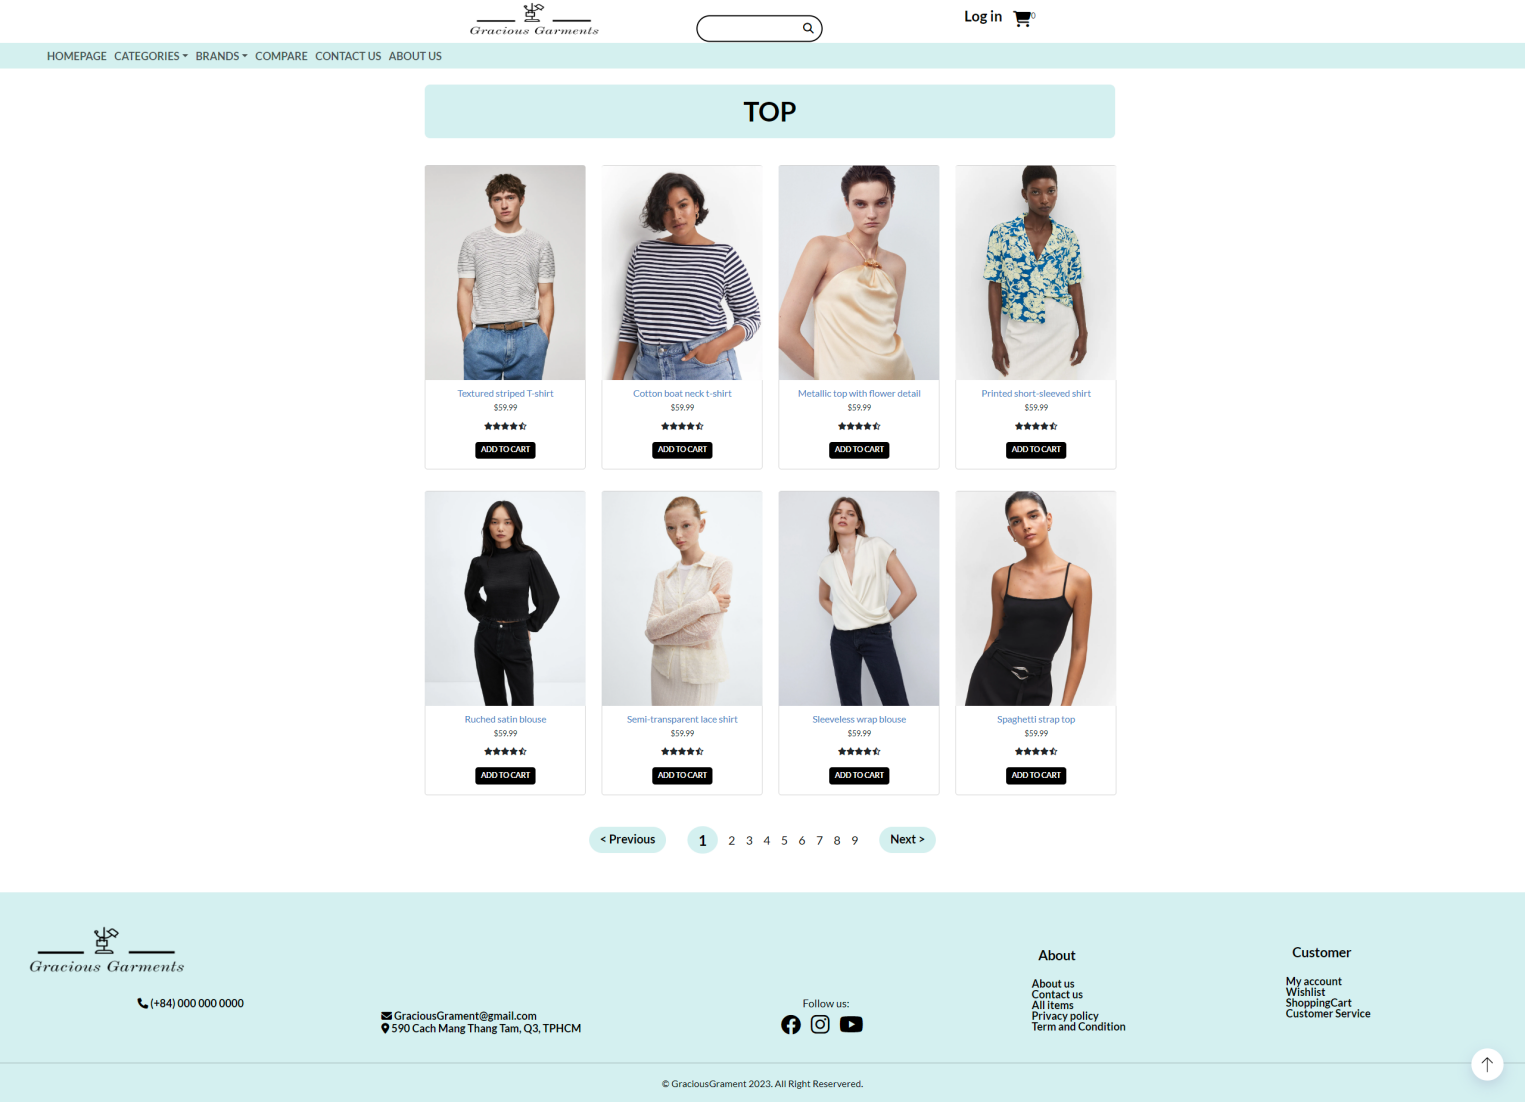 Gracious Garments
Log in
0
HOMEPAGE CATEGORIES BRANDS COMPARE CONTACT US ABOUT US
TOP
Textured striped T-shirt
$59.99
ADD TO CART
Cotton boat neck t-shirt
$59.99
ADD TO CART
Metallic top with flower detail
$59.99
ADD TO CART
Printed short-sleeved shirt
$59.99
ADD TO CART
Ruched satin blouse
$59.99
ADD TO CART
Semi-transparent lace shirt
$59.99
ADD TO CART
Sleeveless wrap blouse
$59.99
ADD TO CART
Spaghetti strap top
$59.99
ADD TO CART
< Previous 1 2 3 4 5 6 7 8 9 Next >
Gracious Garments
(+84) 000 000 0000
GraciousGrament@gmail.com
590 Cach Mang Thang Tam, Q3, TPHCM
Follow us:
About
About us
Contact us
All items
Privacy policy
Term and Condition
Customer
My account
Wishlist
ShoppingCart
Customer Service
© GraciousGrament 2023. All Right Reservered.